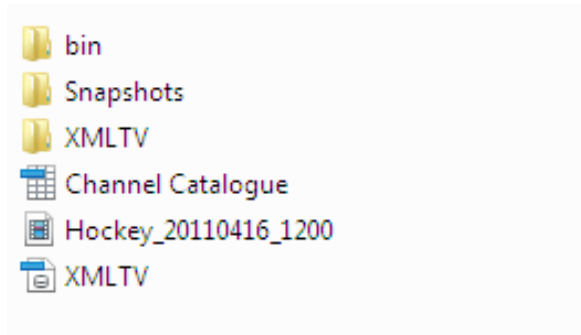 bin
Snapshots
XMLTV
Channel Catalogue
Hockey_20110416_1200
XMLTV